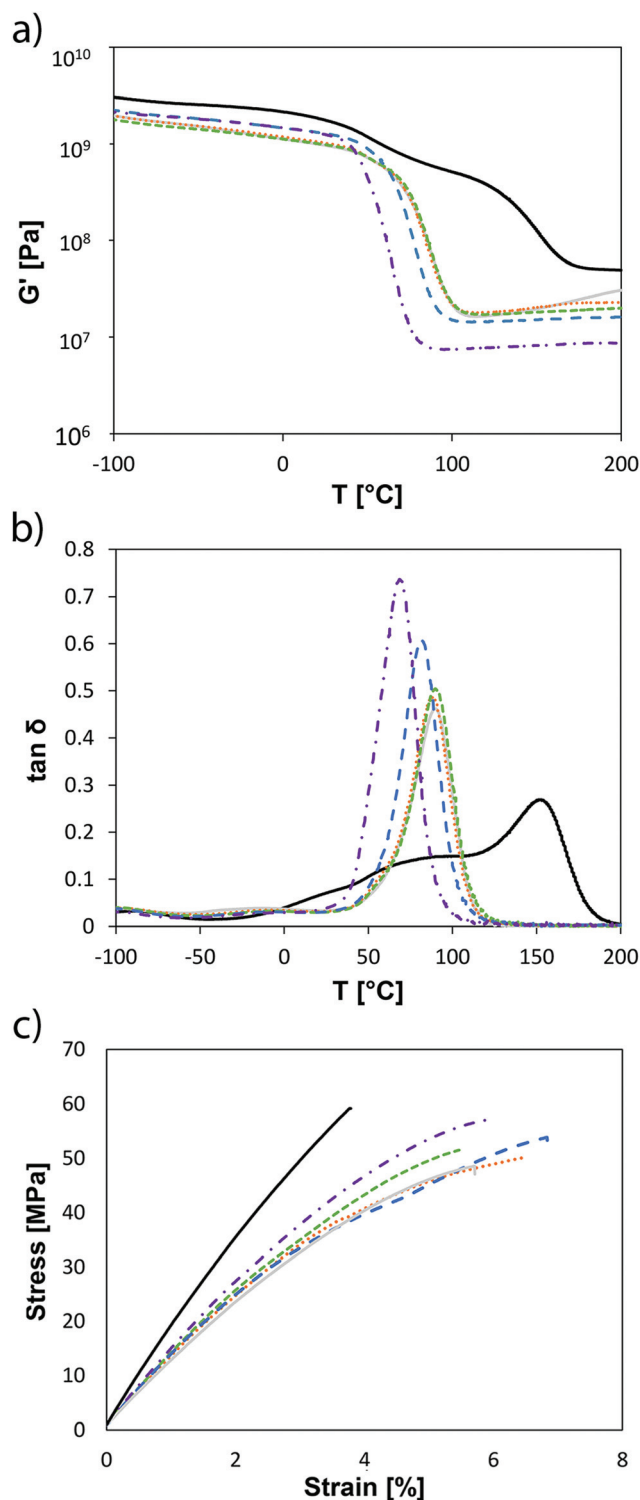 a)
10¹⁰
10⁹
10⁸
10⁷
10⁶
G' [Pa]
-100 0 100 200
T [°C]
b)
0.8
0.7
0.6
0.5
0.4
0.3
0.2
0.1
0
tan δ
-100 -50 0 50 100 150 200
T [°C]
c)
70
60
50
40
30
20
10
0
Stress [MPa]
0 2 4 6 8
Strain [%]